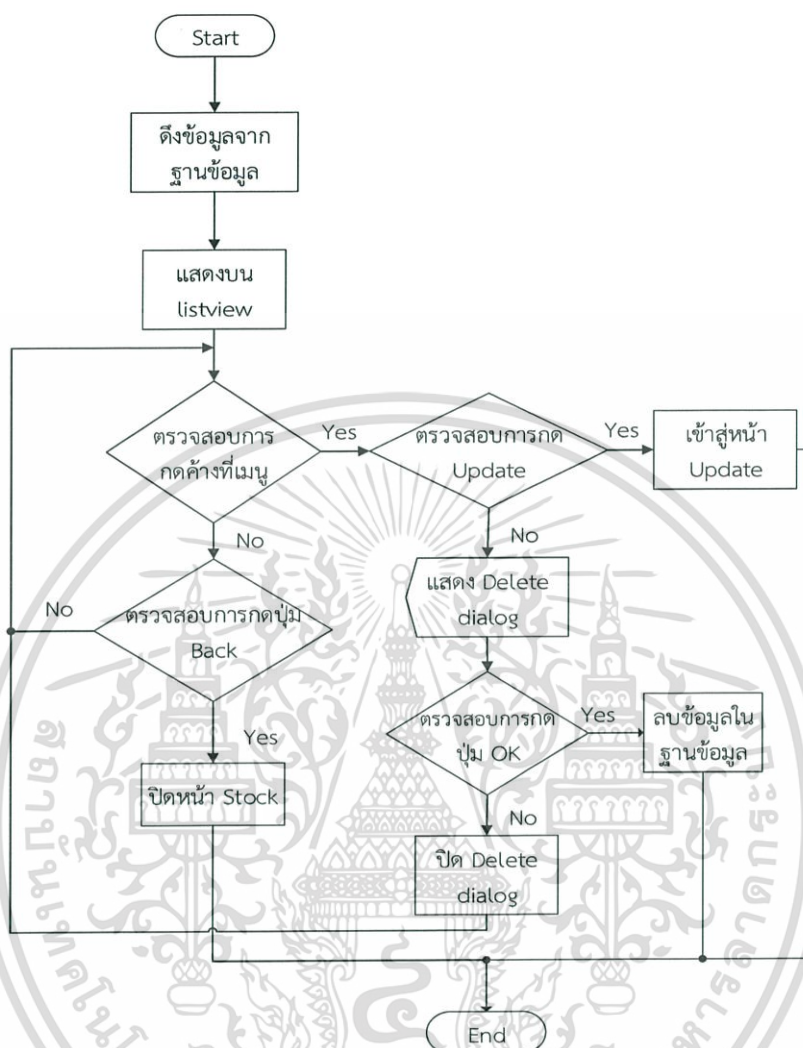 Start
ดึงข้อมูลจาก
ฐานข้อมูล
แสดงบน
listview
ตรวจสอบการ
กดค้างที่เมนู
Yes
ตรวจสอบการกด
Update
Yes
เข้าสู่หน้า
Update
No
No
แสดง Delete
dialog
No
ตรวจสอบการกดปุ่ม
Back
Yes
ตรวจสอบการกด
ปุ่ม OK
Yes
ลบข้อมูลใน
ฐานข้อมูล
ปิดหน้า Stock
No
ปิด Delete
dialog
End